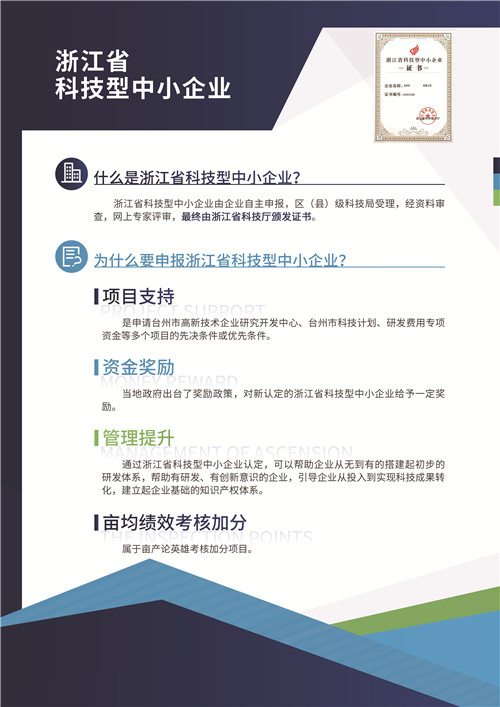 浙江省
科技型中小企业
浙江省科技型中小企业
证书
什么是浙江省科技型中小企业？
浙江省科技型中小企业由企业自主申报，区（县）级科技局受理，经资料审
查，网上专家评审，最终由浙江省科技厅颁发证书。
为什么要申报浙江省科技型中小企业？
项目支持
PROJECT SUPPORT
是申请台州市高新技术企业研究开发中心、台州市科技计划、研发费用专项
资金等多个项目的先决条件或优先条件。
资金奖励
MONEY REWARD
当地政府出台了奖励政策，对新认定的浙江省科技型中小企业给予一定奖
励。
管理提升
MANAGEMENT OF ASCENSION
通过浙江省科技型中小企业认定，可以帮助企业从无到有的搭建起初步的
研发体系，帮助有研发、有创新意识的企业，引导企业从投入到实现科技成果转
化，建立起企业基础的知识产权体系。
亩均绩效考核加分
THE INSPECTION POINTS
属于亩产论英雄考核加分项目。